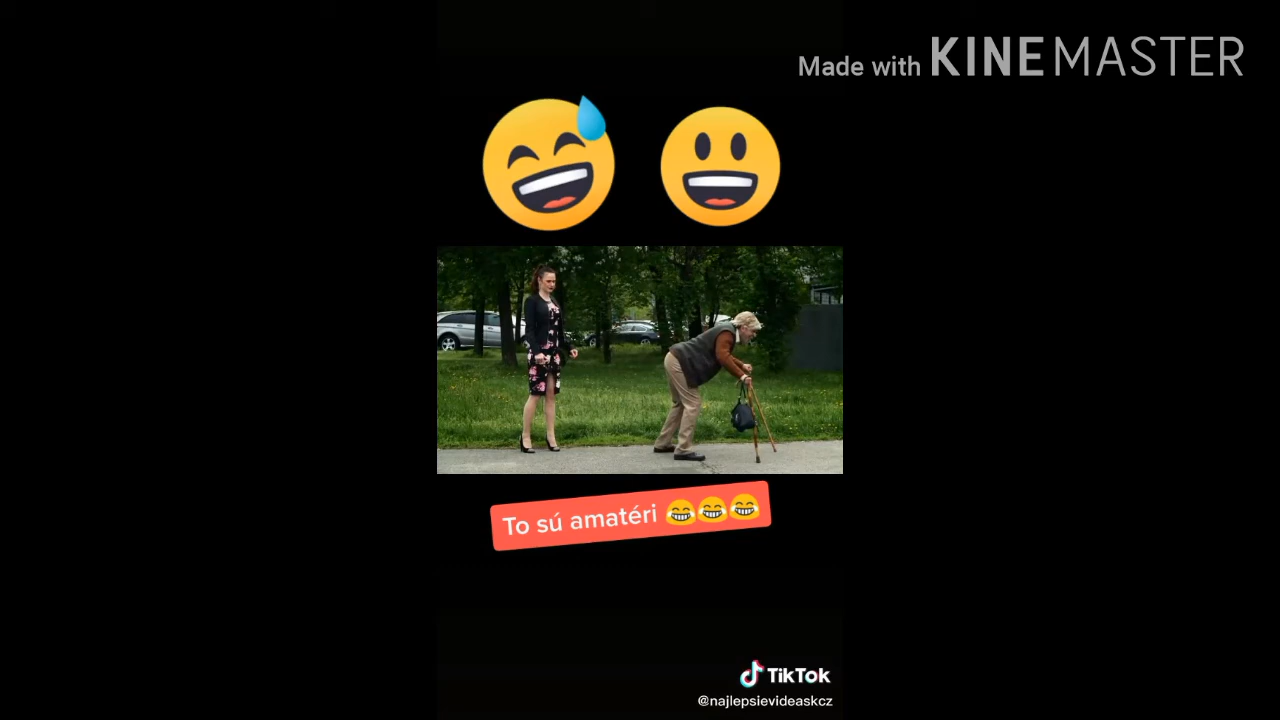 Made with KINEMASTER
To sú amatéri 😂😂😂
TikTok
@najlepsievideaskcz